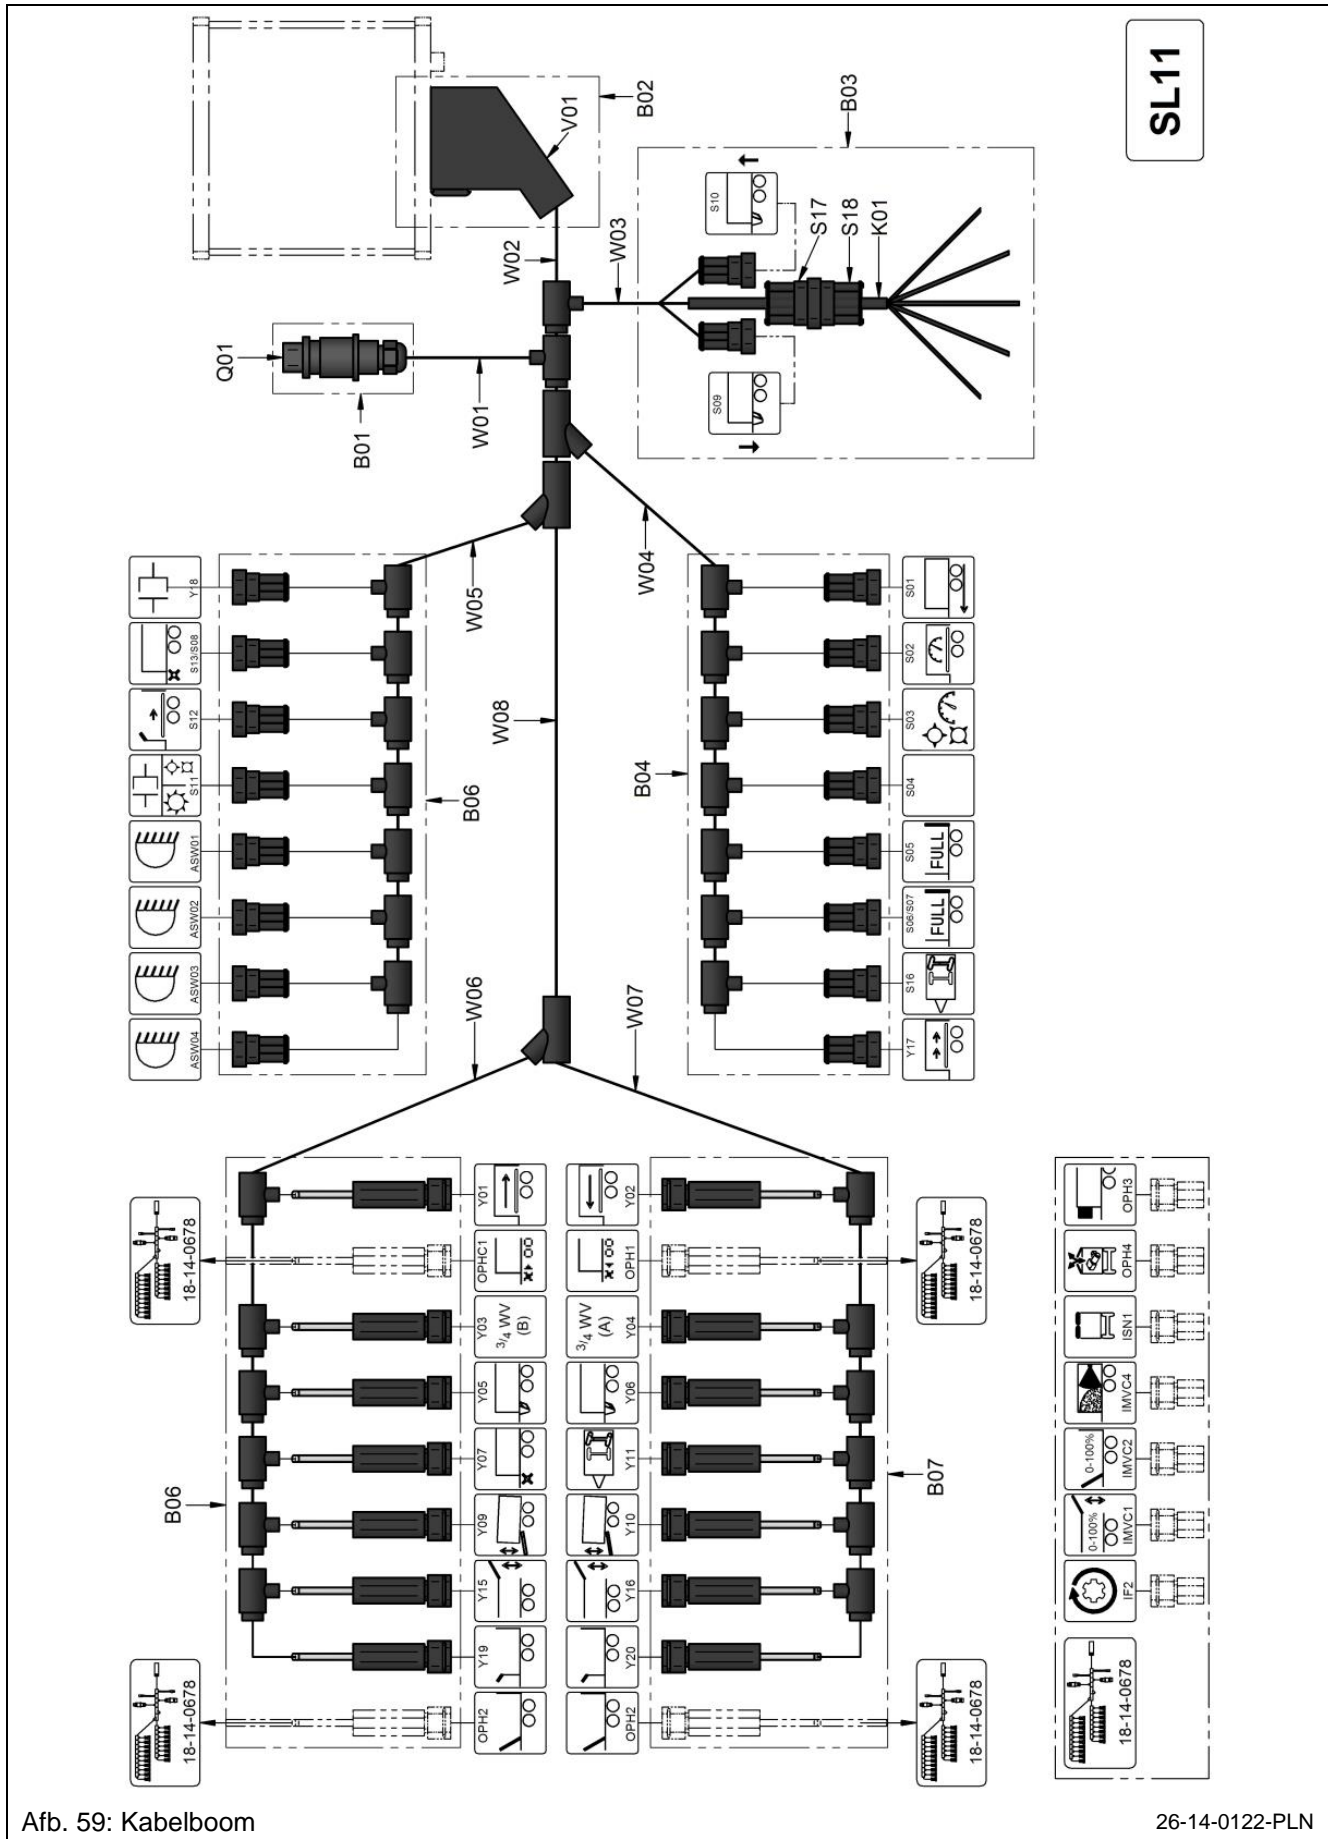 SL11
B02
V01
B03
S10
W02
W03
S17
S18
K01
Q01
B01
W01
S09
W05
W04
W08
Y18
S13/S08
S12
S11
ASW01
ASW02
ASW03
ASW04
B06
B04
S01
S02
S03
S04
S05
FULL
S06/S07
FULL
S16
Y17
W06
W07
18-14-0678
Y01
Y02
18-14-0678
OPHC1
OPH1
Y03
3/4 WV
(B)
Y04
3/4 WV
(A)
Y05
Y06
Y07
Y11
B06
B07
Y09
Y10
Y15
Y16
Y19
Y20
18-14-0678
OPH2
OPH2
18-14-0678
OPH3
OPH4
ISN1
IMVC4
0-100%
IMVC2
0-100%
IMVC1
IF2
18-14-0678
Afb. 59: Kabelboom
26-14-0122-PLN